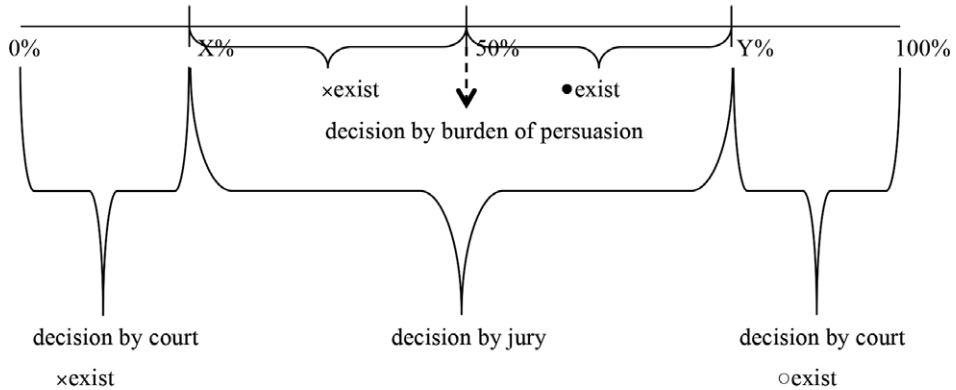 0% X% 50% Y% 100%
×exist ●exist
decision by burden of persuasion
decision by court decision by jury decision by court
×exist ○exist